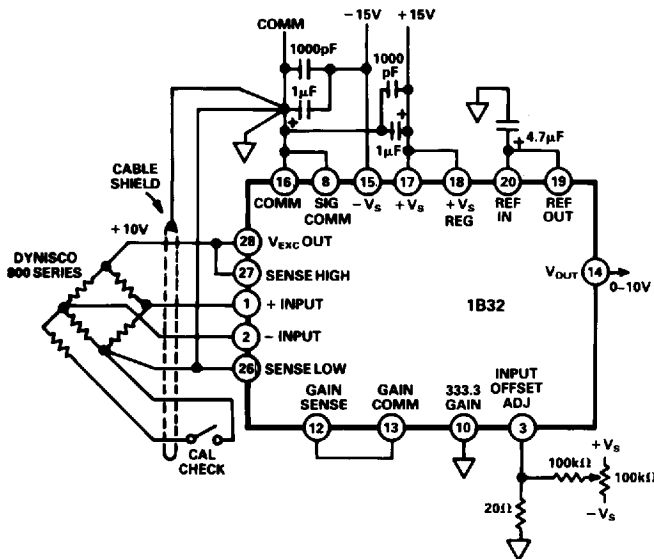 COMM
−15V
+15V
1000pF
1000
pF
1μF
+
+
1μF
4.7μF
+
CABLE
SHIELD
16
8
15
17
18
20
19
COMM
SIG
COMM
−VS
+VS
+VS
REG
REF
IN
REF
OUT
+10V
DYNISCO
800 SERIES
28
VEXC OUT
27
SENSE HIGH
1
+ INPUT
2
− INPUT
26
SENSE LOW
1B32
VOUT
14
0−10V
GAIN
SENSE
GAIN
COMM
333.3
GAIN
INPUT
OFFSET
ADJ
12
13
10
3
CAL
CHECK
100kΩ
+VS
100kΩ
−VS
20Ω